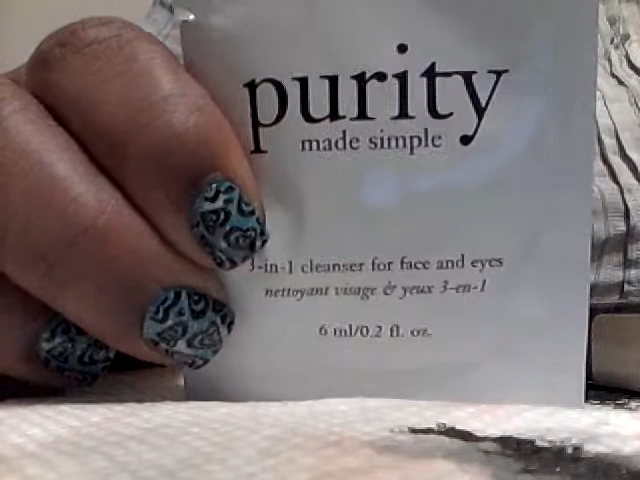 purity
made simple
3-in-1 cleanser for face and eyes
nettoyant visage & yeux 3-en-1
6 ml/0.2 fl. oz.